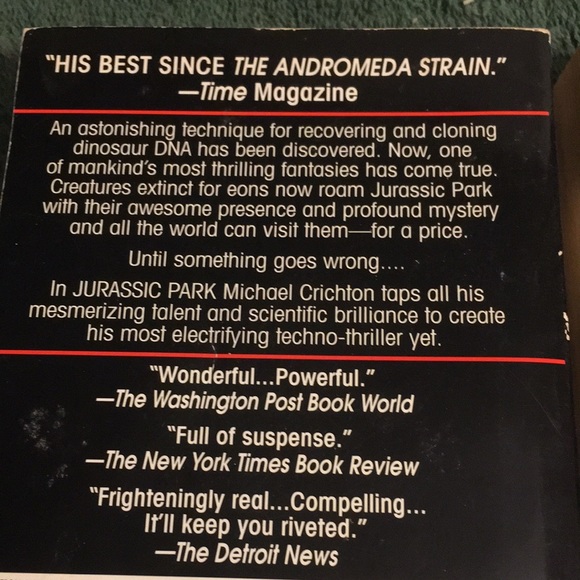 “HIS BEST SINCE THE ANDROMEDA STRAIN.”
—Time Magazine
An astonishing technique for recovering and cloning
dinosaur DNA has been discovered. Now, one
of mankind’s most thrilling fantasies has come true.
Creatures extinct for eons now roam Jurassic Park
with their awesome presence and profound mystery
and all the world can visit them—for a price.
Until something goes wrong....
In JURASSIC PARK Michael Crichton taps all his
mesmerizing talent and scientific brilliance to create
his most electrifying techno-thriller yet.
“Wonderful...Powerful.”
—The Washington Post Book World
“Full of suspense.”
—The New York Times Book Review
“Frighteningly real...Compelling...
It’ll keep you riveted.”
—The Detroit News